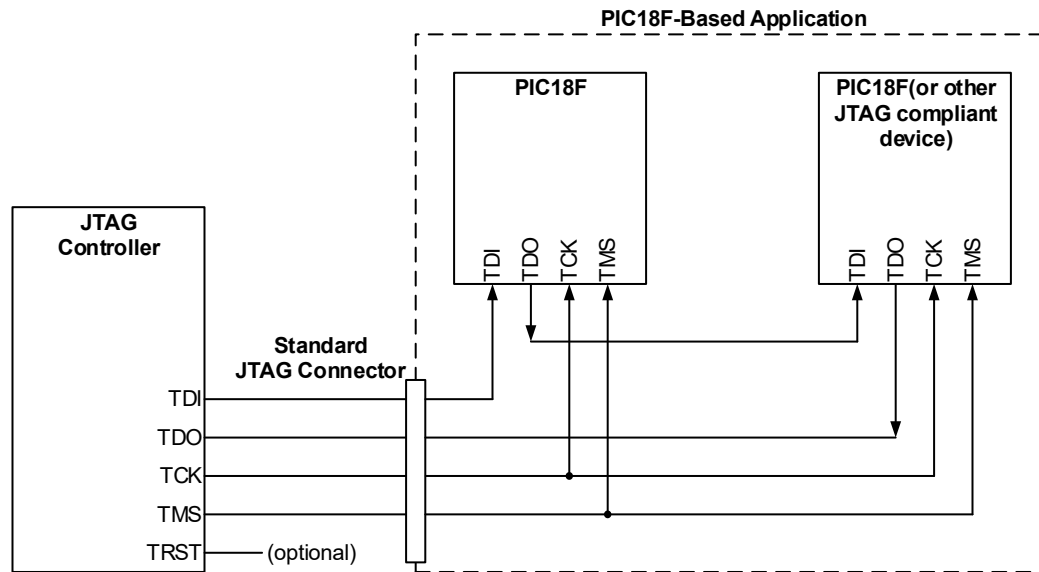 PIC18F-Based Application
PIC18F
PIC18F(or other
JTAG compliant
device)
TDI
TDO
TCK
TMS
TDI
TDO
TCK
TMS
JTAG
Controller
Standard
JTAG Connector
TDI
TDO
TCK
TMS
TRST
(optional)